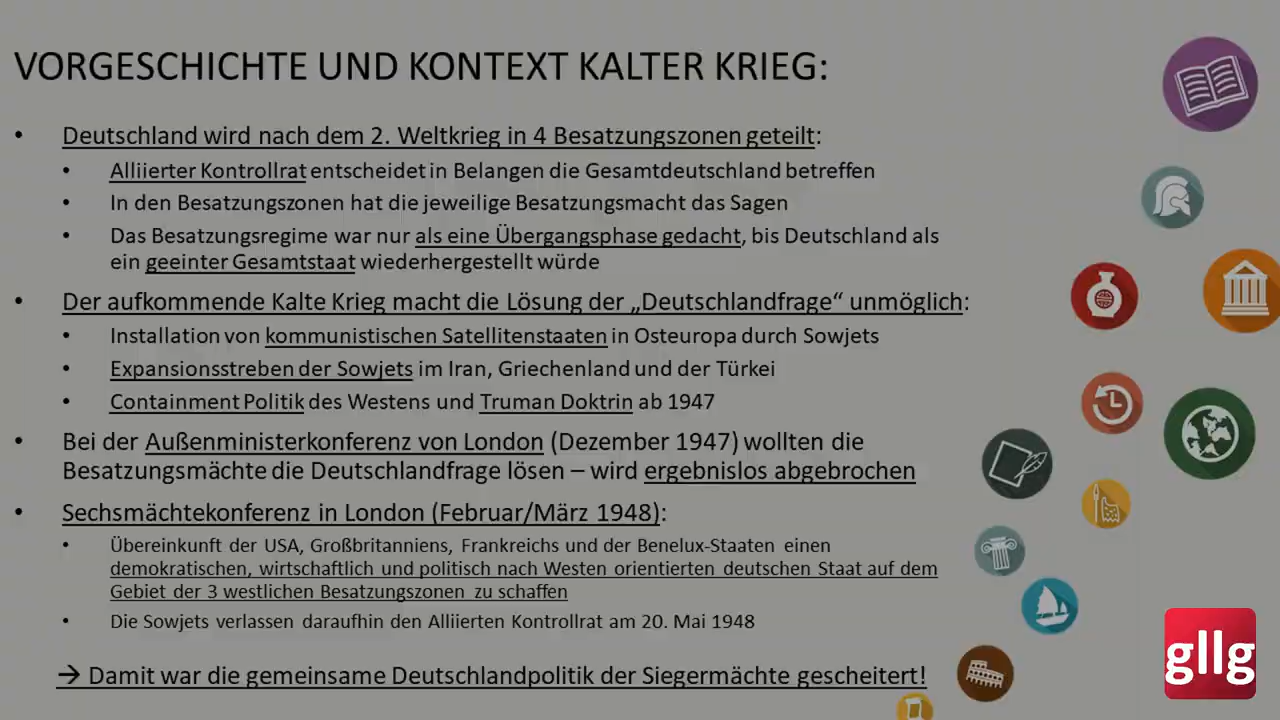 VORGESCHICHTE UND KONTEXT KALTER KRIEG:
• Deutschland wird nach dem 2. Weltkrieg in 4 Besatzungszonen geteilt:
• Alliierter Kontrollrat entscheidet in Belangen die Gesamtdeutschland betreffen
• In den Besatzungszonen hat die jeweilige Besatzungsmacht das Sagen
• Das Besatzungsregime war nur als eine Übergangsphase gedacht, bis Deutschland als
ein geeinter Gesamtstaat wiederhergestellt würde
• Der aufkommende Kalte Krieg macht die Lösung der „Deutschlandfrage“ unmöglich:
• Installation von kommunistischen Satellitenstaaten in Osteuropa durch Sowjets
• Expansionsstreben der Sowjets im Iran, Griechenland und der Türkei
• Containment Politik des Westens und Truman Doktrin ab 1947
• Bei der Außenministerkonferenz von London (Dezember 1947) wollten die
Besatzungsmächte die Deutschlandfrage lösen – wird ergebnislos abgebrochen
• Sechsmächtekonferenz in London (Februar/März 1948):
• Übereinkunft der USA, Großbritanniens, Frankreichs und der Benelux-Staaten einen
demokratischen, wirtschaftlich und politisch nach Westen orientierten deutschen Staat auf dem
Gebiet der 3 westlichen Besatzungszonen zu schaffen
• Die Sowjets verlassen daraufhin den Alliierten Kontrollrat am 20. Mai 1948
→ Damit war die gemeinsame Deutschlandpolitik der Siegermächte gescheitert!
gllg